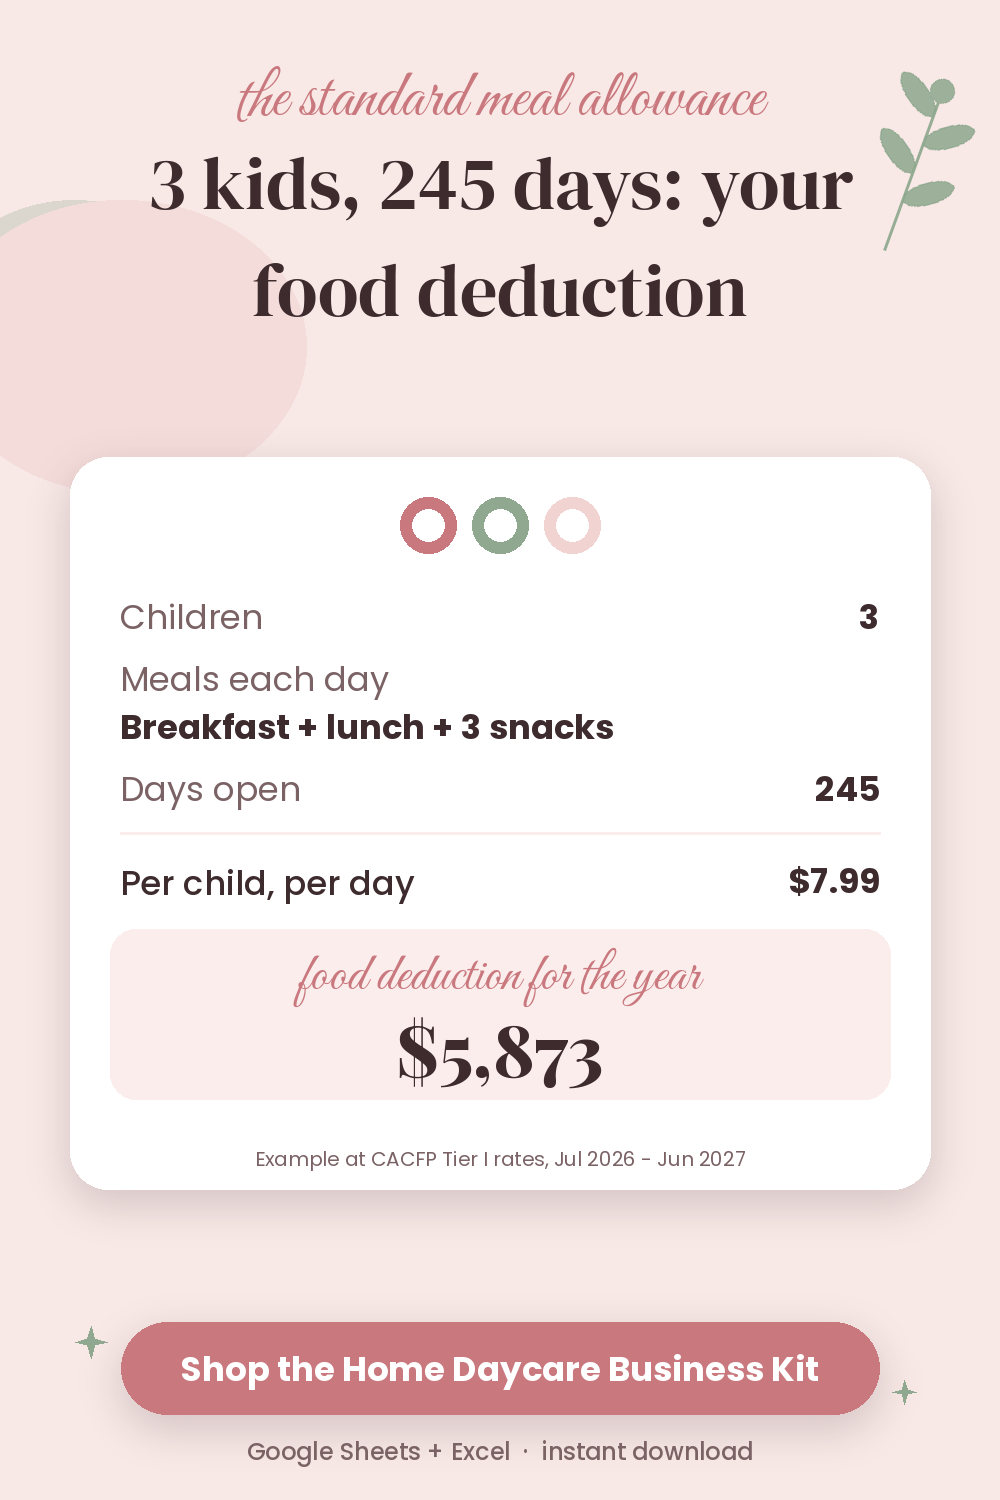 the standard meal allowance
3 kids, 245 days: your
food deduction
Children 3
Meals each day
Breakfast + lunch + 3 snacks
Days open 245
Per child, per day $7.99
food deduction for the year
$5,873
Example at CACFP Tier I rates, Jul 2026 - Jun 2027
Shop the Home Daycare Business Kit
Google Sheets + Excel · instant download